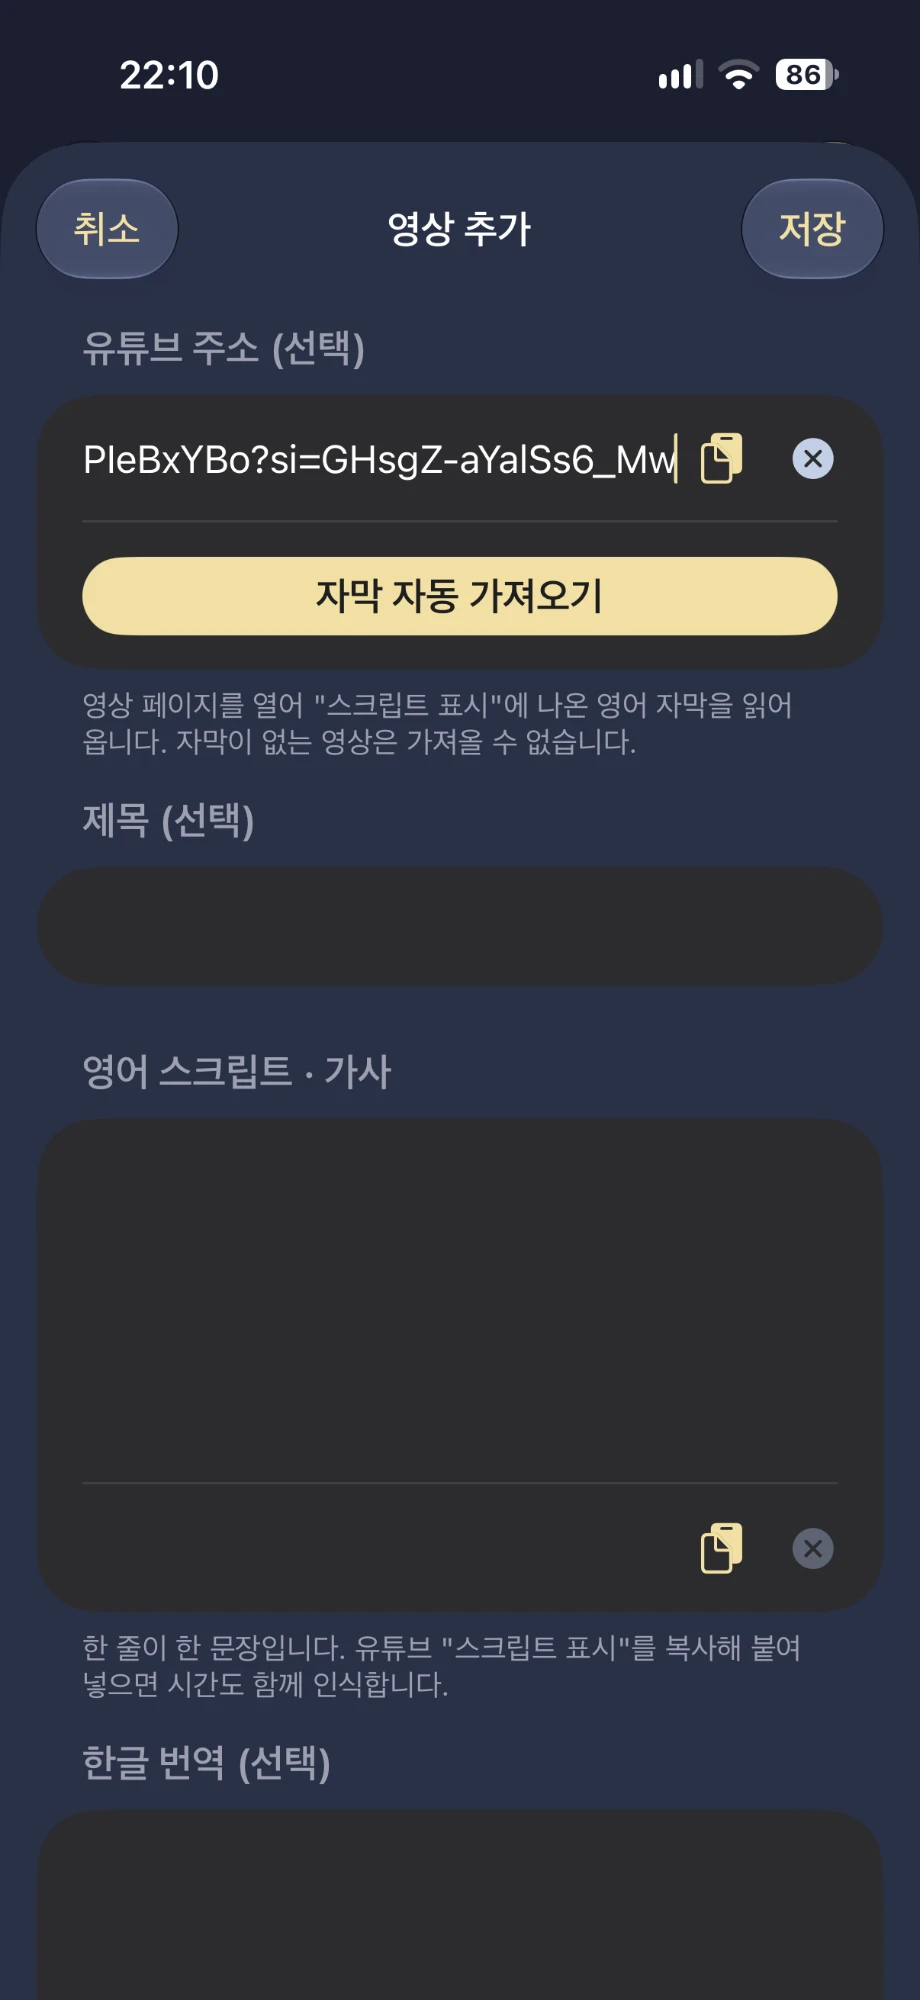 22:10
86
취소
영상 추가
저장
유튜브 주소 (선택)
PIeBxYBo?si=GHsgZ-aYalSs6_Mw
자막 자동 가져오기
영상 페이지를 열어 "스크립트 표시"에 나온 영어 자막을 읽어
옵니다. 자막이 없는 영상은 가져올 수 없습니다.
제목 (선택)
영어 스크립트 · 가사
한 줄이 한 문장입니다. 유튜브 "스크립트 표시"를 복사해 붙여
넣으면 시간도 함께 인식합니다.
한글 번역 (선택)